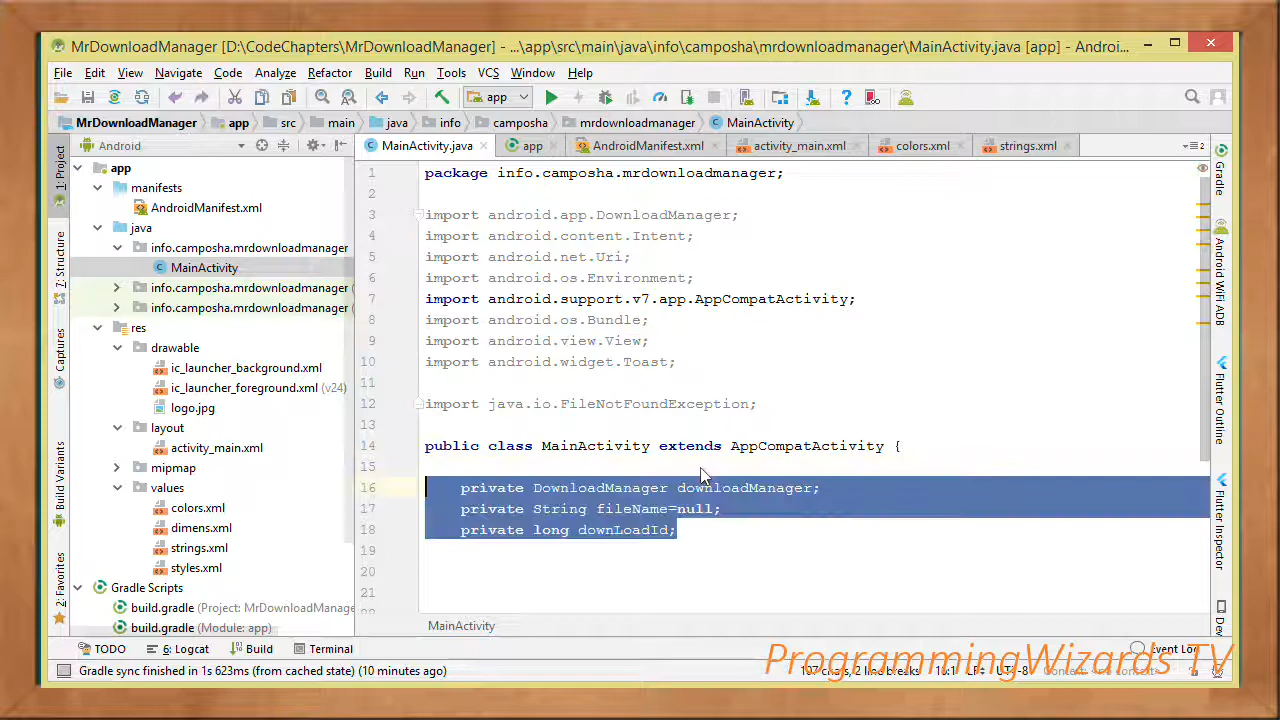 MrDownloadManager [D:\CodeChapters\MrDownloadManager] - ...\app\src\main\java\info\camposha\mrdownloadmanager\MainActivity.java [app] - Androi...
File Edit View Navigate Code Analyze Refactor Build Run Tools VCS Window Help
app
MrDownloadManager app src main java info camposha mrdownloadmanager MainActivity
Android
MainActivity.java app AndroidManifest.xml activity_main.xml colors.xml strings.xml
2
1: Project
7: Structure
Captures
Build Variants
2: Favorites
app
manifests
AndroidManifest.xml
java
info.camposha.mrdownloadmanager
MainActivity
info.camposha.mrdownloadmanager (
info.camposha.mrdownloadmanager (
res
drawable
ic_launcher_background.xml
ic_launcher_foreground.xml (v24)
logo.jpg
layout
activity_main.xml
mipmap
values
colors.xml
dimens.xml
strings.xml
styles.xml
Gradle Scripts
build.gradle (Project: MrDownloadManage
build.gradle (Module: app)
1 package info.camposha.mrdownloadmanager;
2
3 import android.app.DownloadManager;
4 import android.content.Intent;
5 import android.net.Uri;
6 import android.os.Environment;
7 import android.support.v7.app.AppCompatActivity;
8 import android.os.Bundle;
9 import android.view.View;
10 import android.widget.Toast;
11
12 import java.io.FileNotFoundException;
13
14 public class MainActivity extends AppCompatActivity {
15
16 private DownloadManager downloadManager;
17 private String fileName=null;
18 private long downLoadId;
19
20
21
MainActivity
Gradle
Android WiFi ADB
Flutter Outline
Flutter Inspector
TODO 6: Logcat Build Terminal Event Log
Gradle sync finished in 1s 623ms (from cached state) (10 minutes ago)
107 chars, 2 line breaks
UTF-8
ProgrammingWizards TV